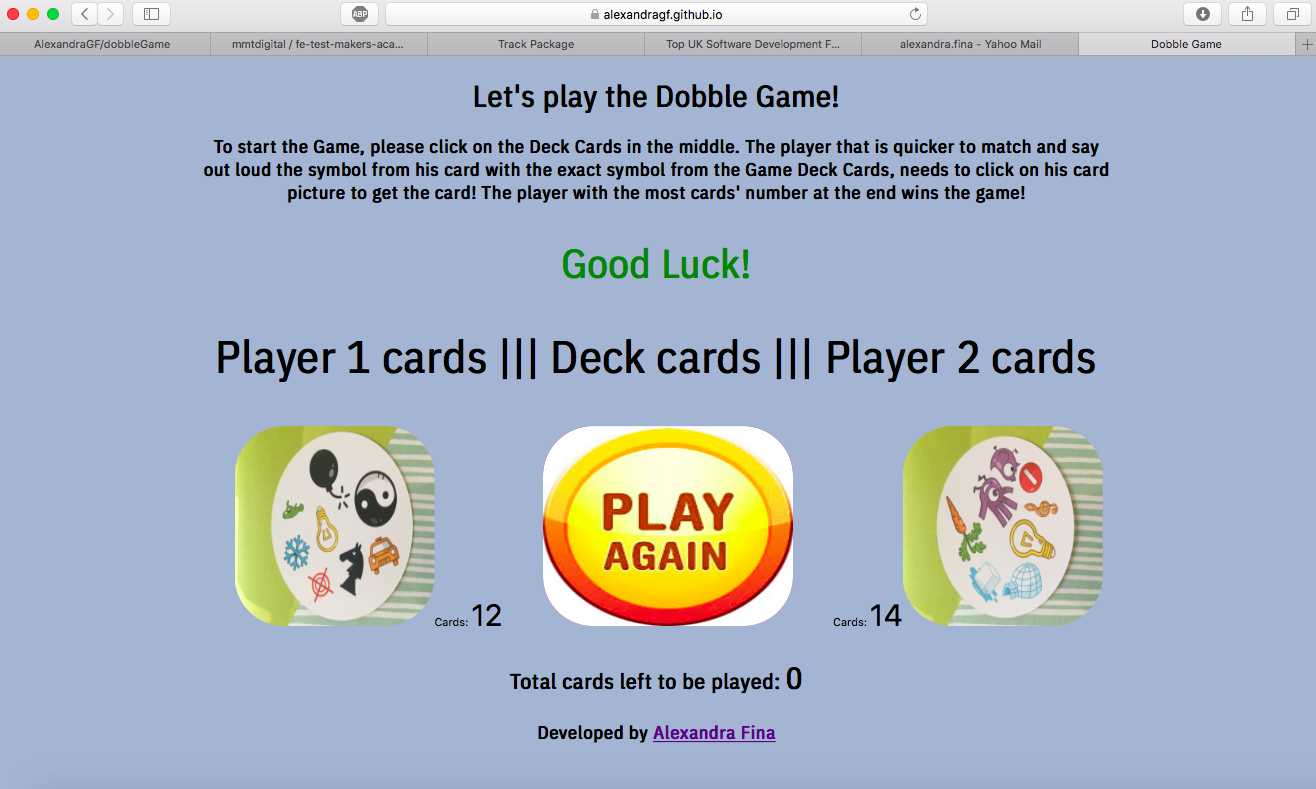 ABP
alexandragf.github.io
AlexandraGF/dobbleGame
mmtdigital / fe-test-makers-aca...
Track Package
Top UK Software Development F...
alexandra.fina - Yahoo Mail
Dobble Game
Let's play the Dobble Game!
To start the Game, please click on the Deck Cards in the middle. The player that is quicker to match and say
out loud the symbol from his card with the exact symbol from the Game Deck Cards, needs to click on his card
picture to get the card! The player with the most cards' number at the end wins the game!
Good Luck!
Player 1 cards ||| Deck cards ||| Player 2 cards
PLAY
AGAIN
Cards: 12
Cards: 14
Total cards left to be played: 0
Developed by Alexandra Fina